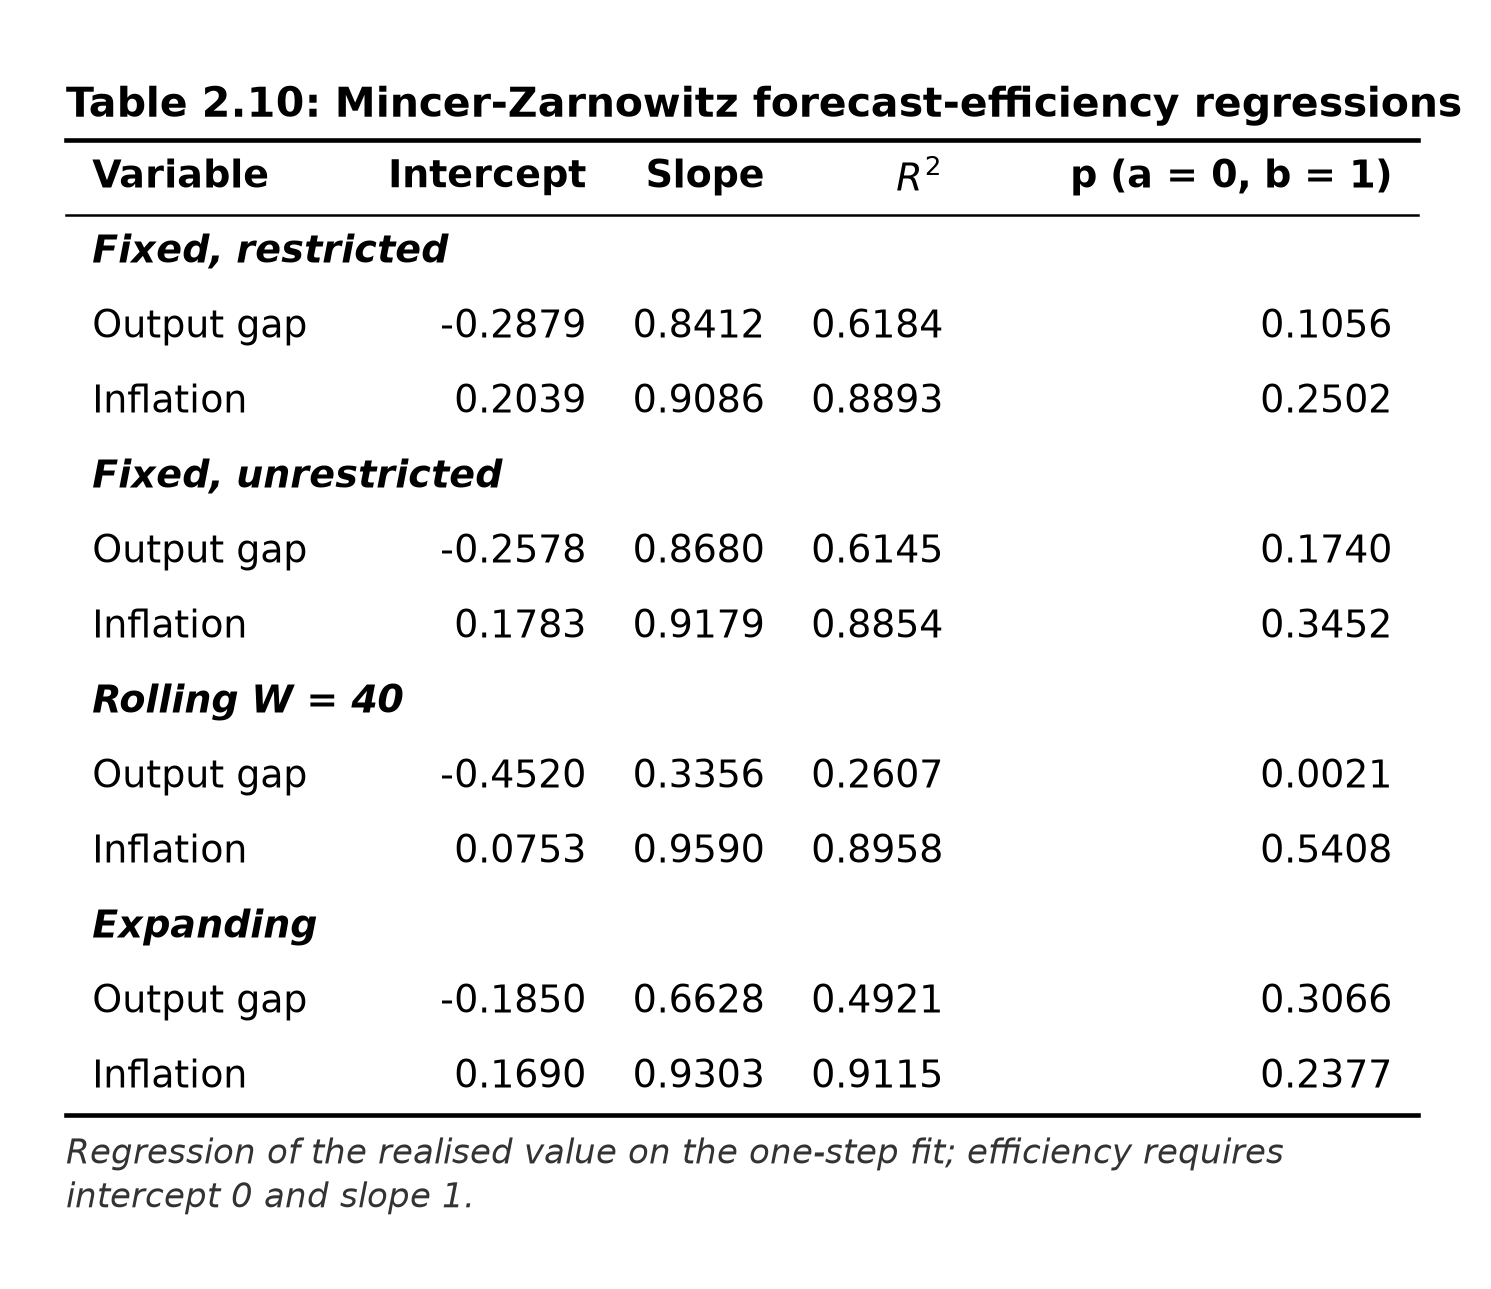 Table 2.10: Mincer-Zarnowitz forecast-efficiency regressions
Variable Intercept Slope R² p (a = 0, b = 1)
Fixed, restricted
Output gap -0.2879 0.8412 0.6184 0.1056
Inflation 0.2039 0.9086 0.8893 0.2502
Fixed, unrestricted
Output gap -0.2578 0.8680 0.6145 0.1740
Inflation 0.1783 0.9179 0.8854 0.3452
Rolling W = 40
Output gap -0.4520 0.3356 0.2607 0.0021
Inflation 0.0753 0.9590 0.8958 0.5408
Expanding
Output gap -0.1850 0.6628 0.4921 0.3066
Inflation 0.1690 0.9303 0.9115 0.2377
Regression of the realised value on the one-step fit; efficiency requires
intercept 0 and slope 1.